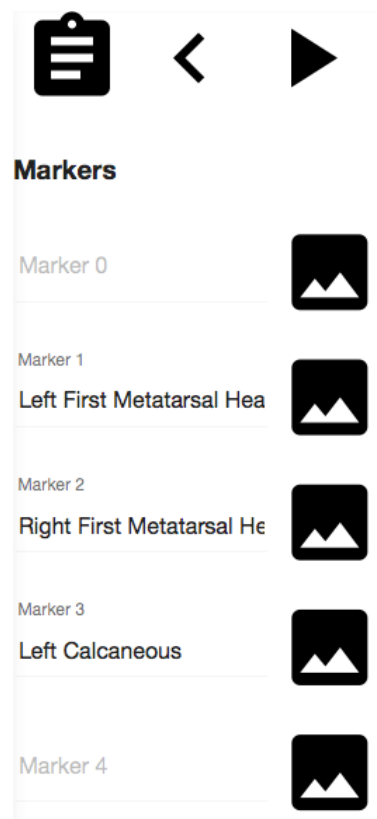 Markers
Marker 0
Marker 1
Left First Metatarsal Hea
Marker 2
Right First Metatarsal He
Marker 3
Left Calcaneous
Marker 4